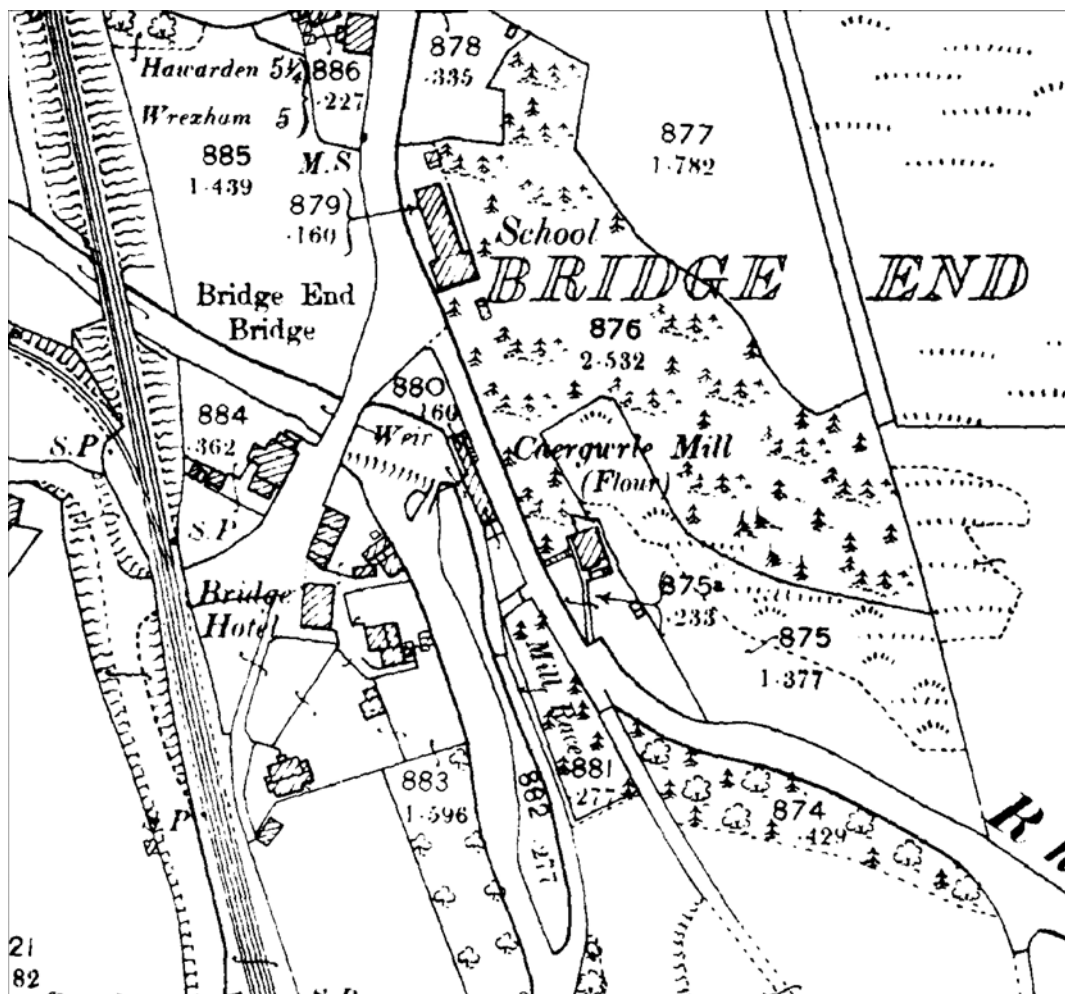 878
.335
Hawarden 5¼
886
.227
Wrexham 5
877
1.782
885
1.439
M.S
879
.160
School
BRIDGE END
Bridge End
Bridge
876
2.532
880
.160
884
.362
Weir
S.P
Caergwrle Mill
(Flour)
S.P
875a
.233
Bridge
Hotel
875
1.377
Mill Race
883
1.596
882
.277
881
.277
874
.429
S.P
21
82